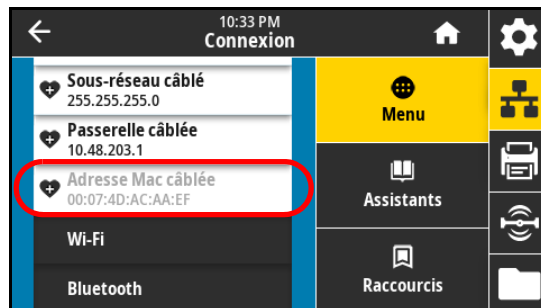 10:33 PM
Connexion
Sous-réseau câblé
255.255.255.0
Passerelle câblée
10.48.203.1
Adresse Mac câblée
00:07:4D:AC:AA:EF
Wi-Fi
Bluetooth
Menu
Assistants
Raccourcis